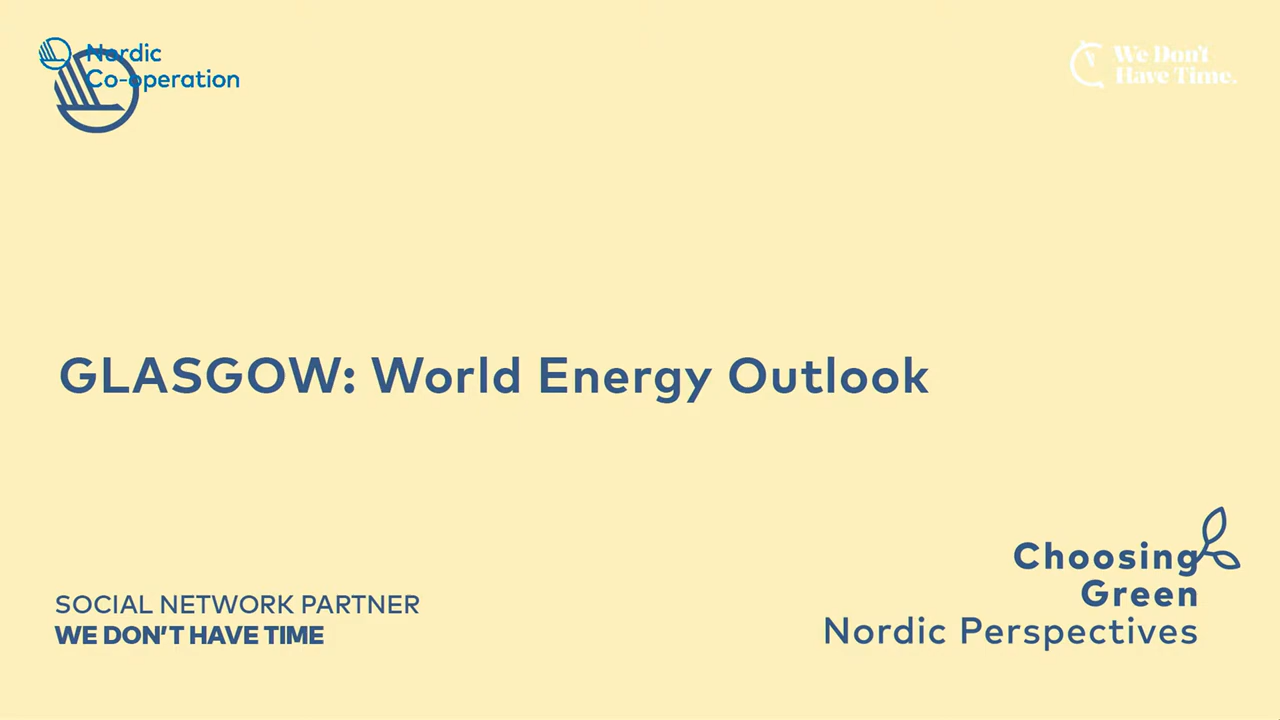 Nordic
Co-operation
We Don't
Have Time.
GLASGOW: World Energy Outlook
SOCIAL NETWORK PARTNER
WE DON'T HAVE TIME
Choosing
Green
Nordic Perspectives